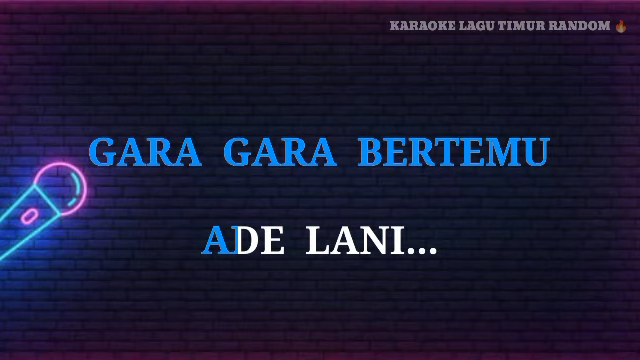 KARAOKE LAGU TIMUR RANDOM 🔥
GARA GARA BERTEMU
ADE LANI...